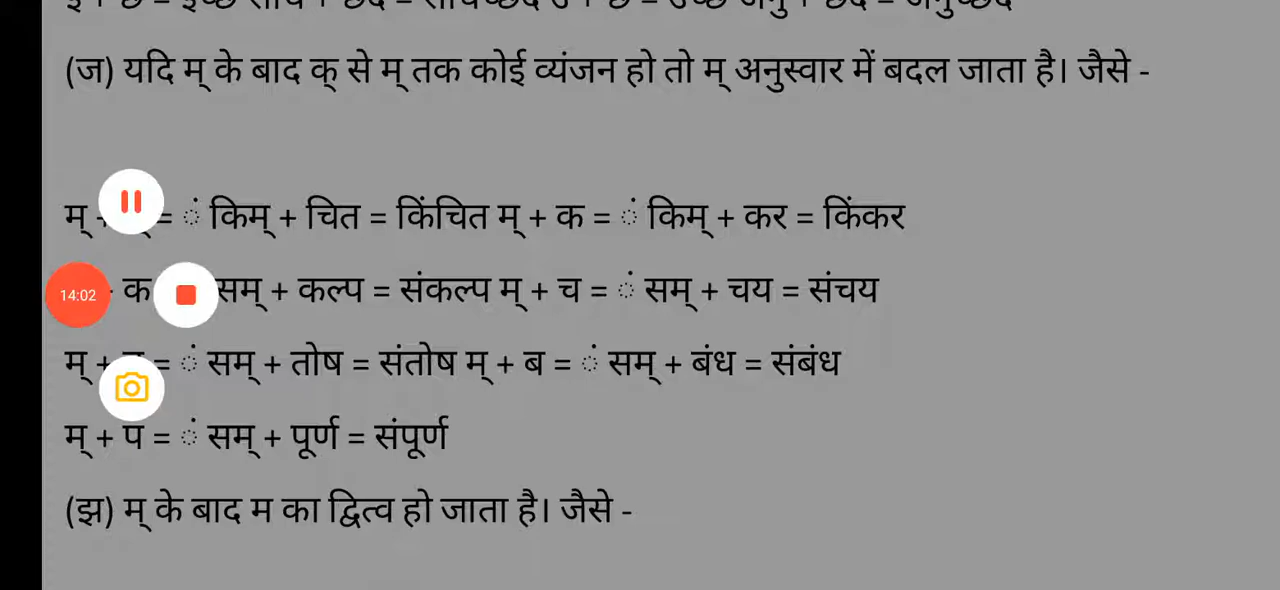 (ज) यदि म् के बाद क् से म् तक कोई व्यंजन हो तो म् अनुस्वार में बदल जाता है। जैसे -
म् = ं किम् + चित = किंचित म् + क = ं किम् + कर = किंकर
क सम् + कल्प = संकल्प म् + च = ं सम् + चय = संचय
14:02
म् + = ं सम् + तोष = संतोष म् + ब = ं सम् + बंध = संबंध
म् + प = ं सम् + पूर्ण = संपूर्ण
(झ) म् के बाद म का द्वित्व हो जाता है। जैसे -